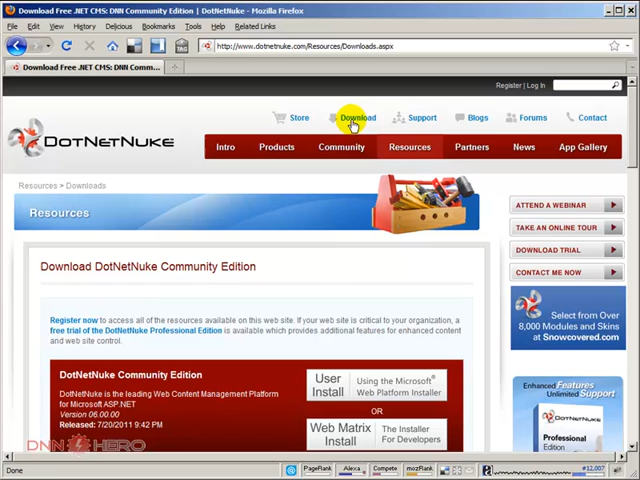 Download Free .NET CMS: DNN Community Edition | DotNetNuke - Mozilla Firefox
File Edit View History Delicious Bookmarks Tools Related Links
TAG
http://www.dotnetnuke.com/Resources/Downloads.aspx
Download Free .NET CMS: DNN Comm...
Register | Log In
Store Download Support Blogs Forums Contact
DOTNETNUKE
Intro Products Community Resources Partners News App Gallery
Resources > Downloads
Resources
ATTEND A WEBINAR
TAKE AN ONLINE TOUR
DOWNLOAD TRIAL
CONTACT ME NOW
Download DotNetNuke Community Edition
Select from Over
8,000 Modules and Skins
at Snowcovered.com
Register now to access all of the resources available on this web site. If your web site is critical to your organization, a
free trial of the DotNetNuke Professional Edition is available which provides additional features for enhanced content
and web site control.
DotNetNuke Community Edition
DotNetNuke is the leading Web Content Management Platform
for Microsoft ASP.NET
Version 06.00.00
Released: 7/20/2011 9:42 PM
User Install Using the Microsoft® Web Platform Installer
OR
Web Matrix Install The Installer For Developers
Enhanced Features
Unlimited Support
DOTNETNUKE
Professional
Edition
DNN HERO
Done
PageRank Alexa Compete mozRank
#12,007